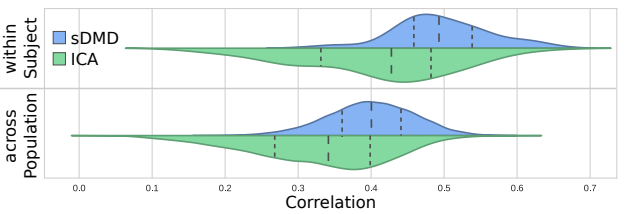 within
Subject
sDMD
ICA
across
Population
0.0 0.1 0.2 0.3 0.4 0.5 0.6 0.7
Correlation